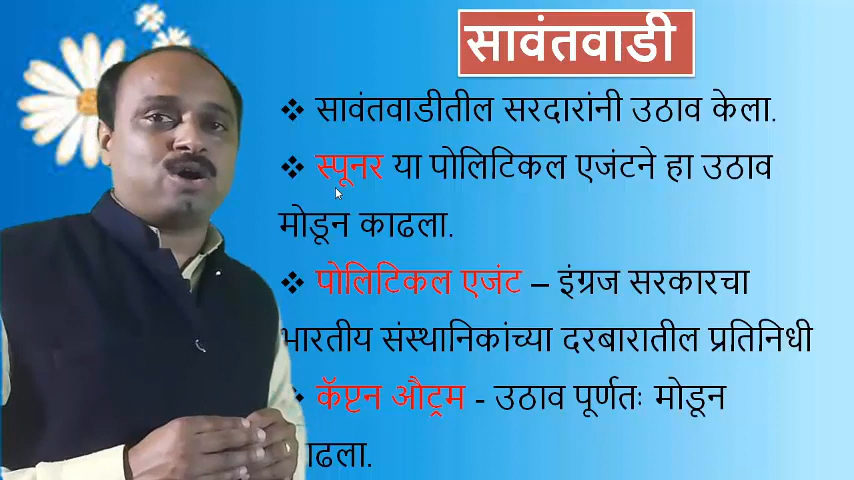 सावंतवाडी
❖ सावंतवाडीतील सरदारांनी उठाव केला.
❖ स्पूनर या पोलिटिकल एजंटने हा उठाव
मोडून काढला.
❖ पोलिटिकल एजंट – इंग्रज सरकारचा
भारतीय संस्थानिकांच्या दरबारातील प्रतिनिधी
❖ कॅप्टन औट्रम - उठाव पूर्णतः मोडून
ाढला.